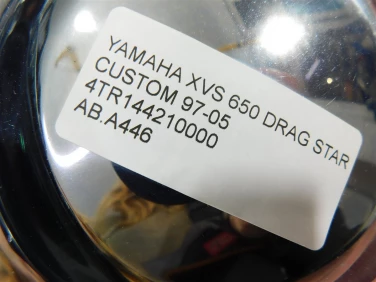 YAMAHA XVS 650 DRAG STAR
CUSTOM 97-05
4TR144210000
AB.A446